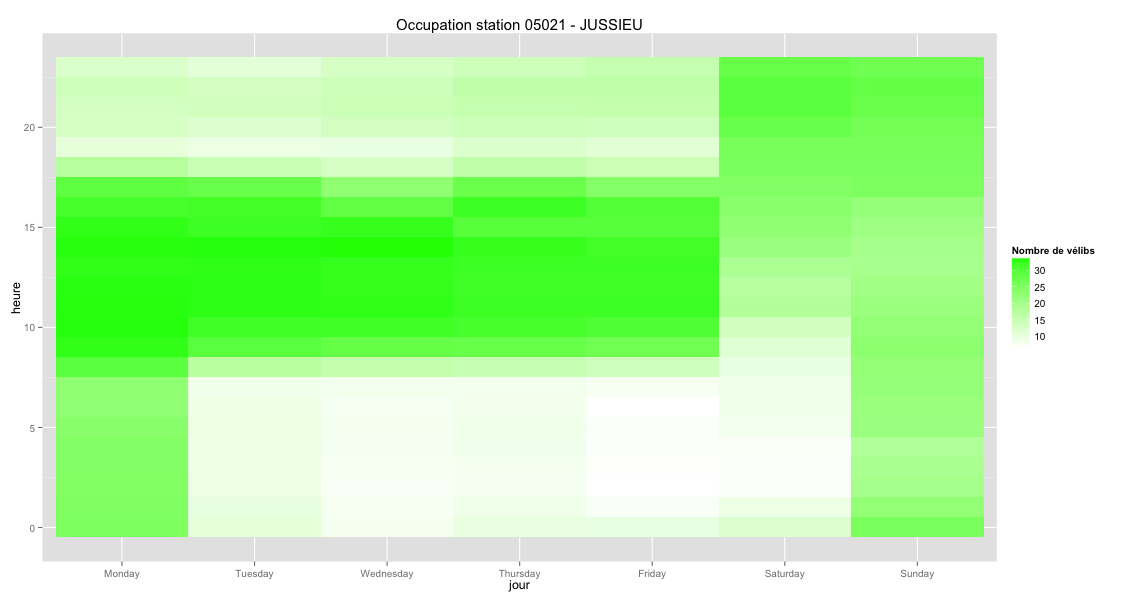 Occupation station 05021 - JUSSIEU
20
15
10
5
0
heure
Monday Tuesday Wednesday Thursday Friday Saturday Sunday
jour
Nombre de vélibs
30
25
20
15
10